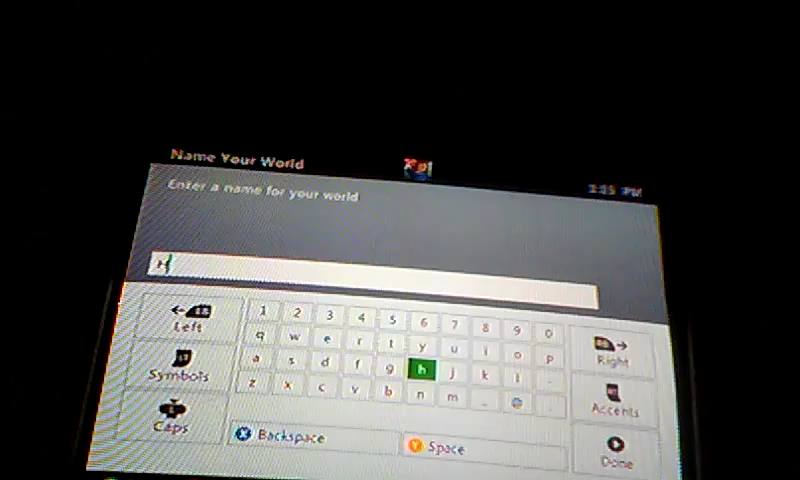 Name Your World
Enter a name for your world
H
Left
Symbols
Caps
1 2 3 4 5 6 7 8 9 0
q w e r t y u i o p
a s d f g h j k l -
z x c v b n m _ @ .
Right
Accents
Done
X Backspace
Y Space